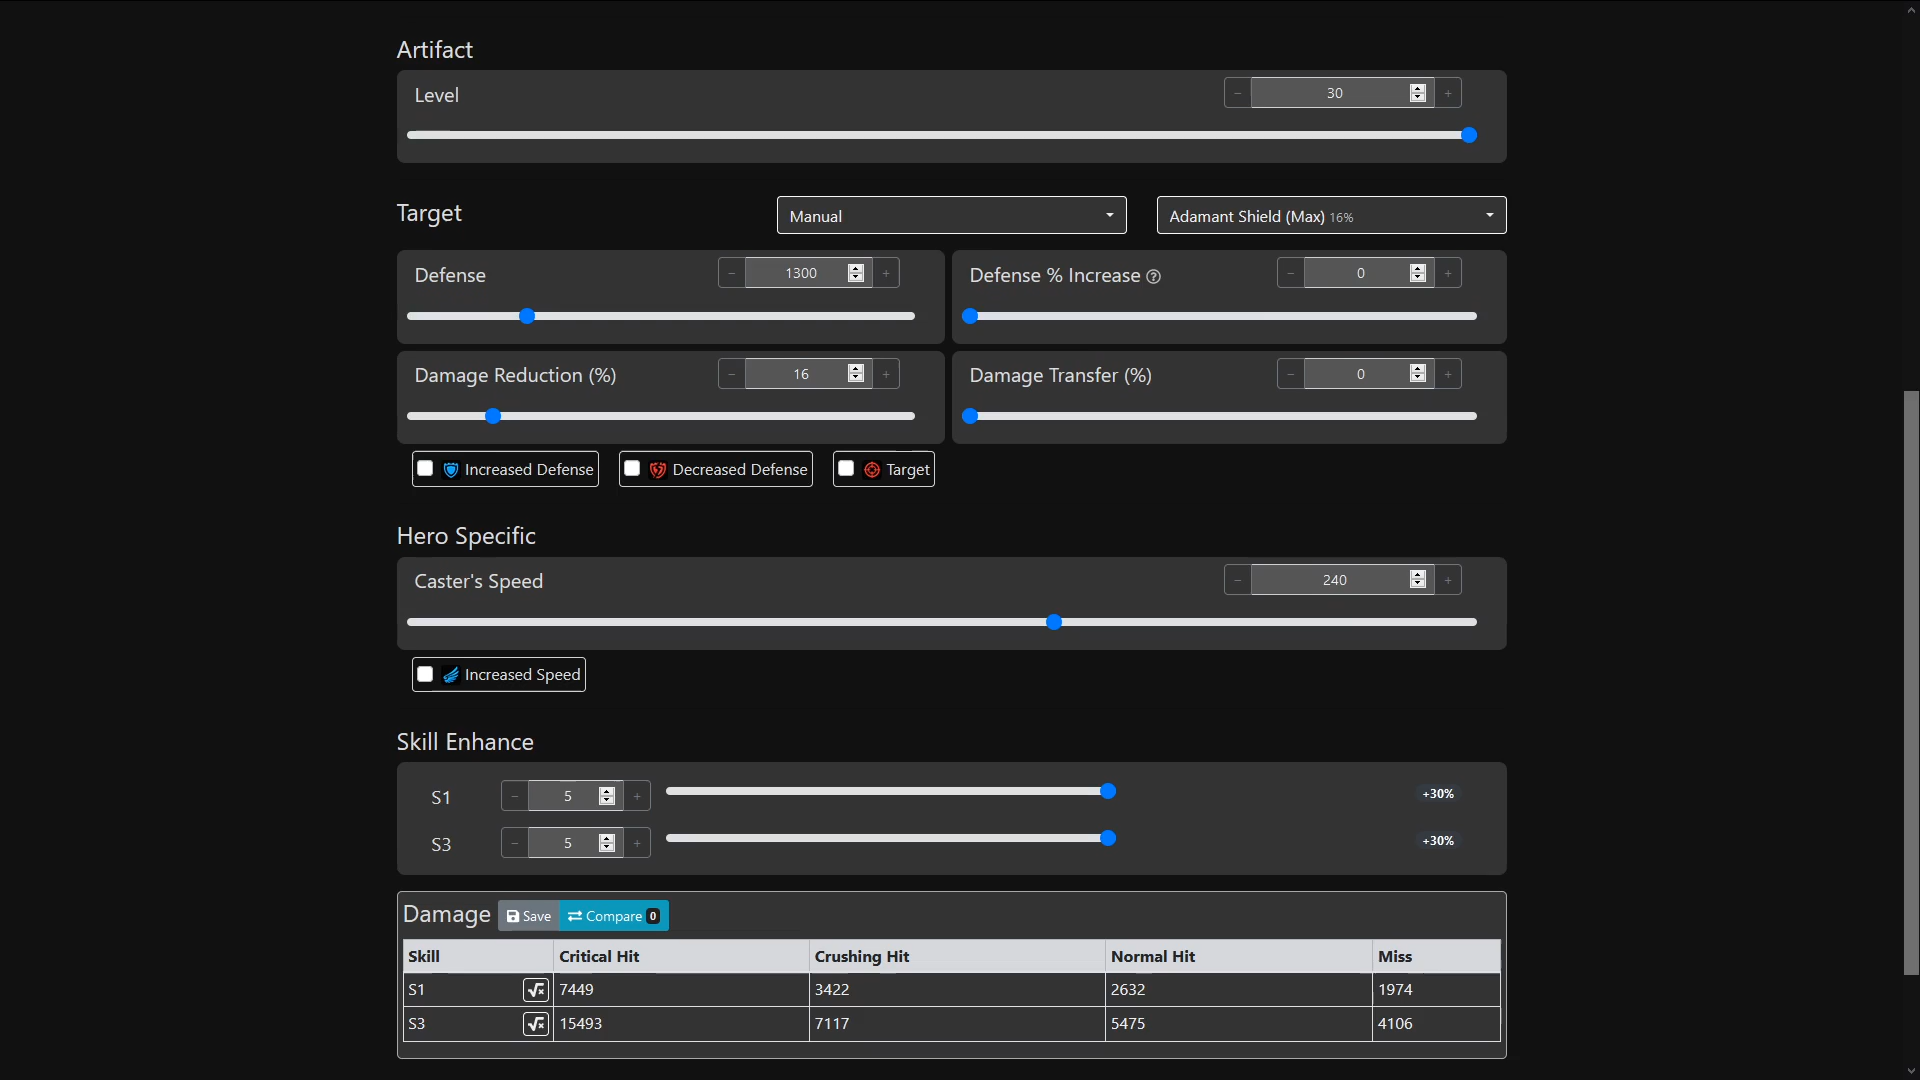 Artifact
Level - 30 +
Target Manual Adamant Shield (Max) 16%
Defense - 1300 + Defense % Increase ? - 0 +
Damage Reduction (%) - 16 + Damage Transfer (%) - 0 +
Increased Defense Decreased Defense Target
Hero Specific
Caster's Speed - 240 +
Increased Speed
Skill Enhance
S1 - 5 + +30%
S3 - 5 + +30%
Damage Save Compare 0
Skill Critical Hit Crushing Hit Normal Hit Miss
S1 √x 7449 3422 2632 1974
S3 √x 15493 7117 5475 4106